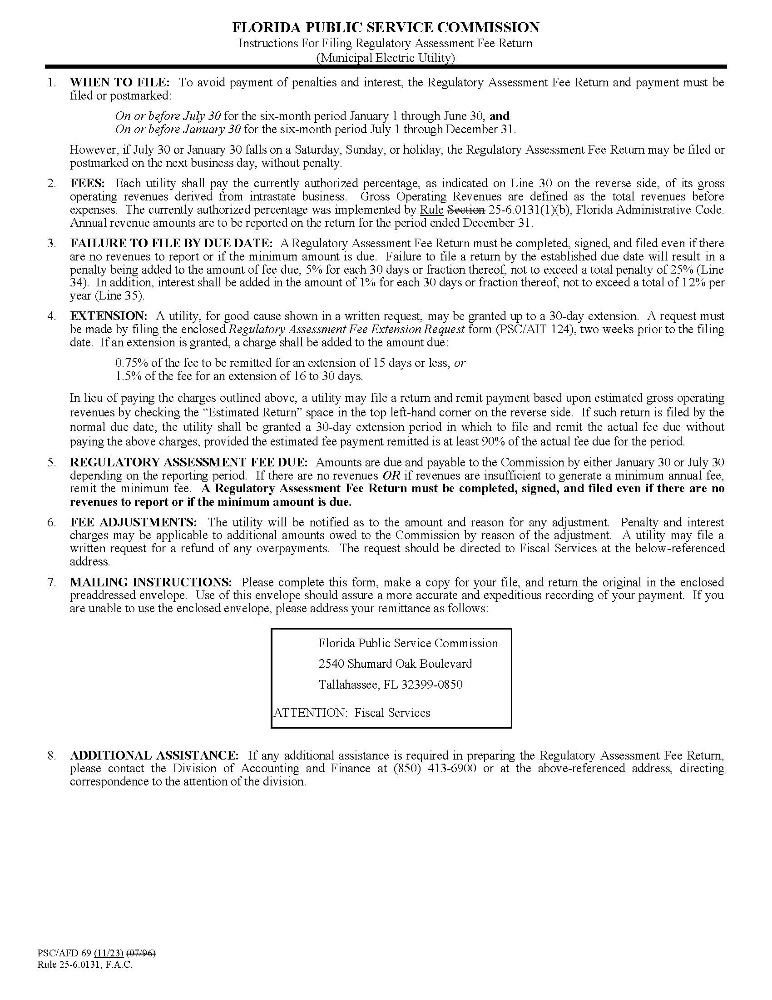 FLORIDA PUBLIC SERVICE COMMISSION
Instructions For Filing Regulatory Assessment Fee Return
(Municipal Electric Utility)
1. WHEN TO FILE: To avoid payment of penalties and interest, the Regulatory Assessment Fee Return and payment must be
filed or postmarked:
On or before July 30 for the six-month period January 1 through June 30, and
On or before January 30 for the six-month period July 1 through December 31.
However, if July 30 or January 30 falls on a Saturday, Sunday, or holiday, the Regulatory Assessment Fee Return may be filed or
postmarked on the next business day, without penalty.
2. FEES: Each utility shall pay the currently authorized percentage, as indicated on Line 30 on the reverse side, of its gross
operating revenues derived from intrastate business. Gross Operating Revenues are defined as the total revenues before
expenses. The currently authorized percentage was implemented by Rule Section 25-6.0131(1)(b), Florida Administrative Code.
Annual revenue amounts are to be reported on the return for the period ended December 31.
3. FAILURE TO FILE BY DUE DATE: A Regulatory Assessment Fee Return must be completed, signed, and filed even if there
are no revenues to report or if the minimum amount is due. Failure to file a return by the established due date will result in a
penalty being added to the amount of fee due, 5% for each 30 days or fraction thereof, not to exceed a total penalty of 25% (Line
34). In addition, interest shall be added in the amount of 1% for each 30 days or fraction thereof, not to exceed a total of 12% per
year (Line 35).
4. EXTENSION: A utility, for good cause shown in a written request, may be granted up to a 30-day extension. A request must
be made by filing the enclosed Regulatory Assessment Fee Extension Request form (PSC/AIT 124), two weeks prior to the filing
date. If an extension is granted, a charge shall be added to the amount due:
0.75% of the fee to be remitted for an extension of 15 days or less, or
1.5% of the fee for an extension of 16 to 30 days.
In lieu of paying the charges outlined above, a utility may file a return and remit payment based upon estimated gross operating
revenues by checking the “Estimated Return” space in the top left-hand corner on the reverse side. If such return is filed by the
normal due date, the utility shall be granted a 30-day extension period in which to file and remit the actual fee due without
paying the above charges, provided the estimated fee payment remitted is at least 90% of the actual fee due for the period.
5. REGULATORY ASSESSMENT FEE DUE: Amounts are due and payable to the Commission by either January 30 or July 30
depending on the reporting period. If there are no revenues OR if revenues are insufficient to generate a minimum annual fee,
remit the minimum fee. A Regulatory Assessment Fee Return must be completed, signed, and filed even if there are no
revenues to report or if the minimum amount is due.
6. FEE ADJUSTMENTS: The utility will be notified as to the amount and reason for any adjustment. Penalty and interest
charges may be applicable to additional amounts owed to the Commission by reason of the adjustment. A utility may file a
written request for a refund of any overpayments. The request should be directed to Fiscal Services at the below-referenced
address.
7. MAILING INSTRUCTIONS: Please complete this form, make a copy for your file, and return the original in the enclosed
preaddressed envelope. Use of this envelope should assure a more accurate and expeditious recording of your payment. If you
are unable to use the enclosed envelope, please address your remittance as follows:
Florida Public Service Commission
2540 Shumard Oak Boulevard
Tallahassee, FL 32399-0850
ATTENTION: Fiscal Services
8. ADDITIONAL ASSISTANCE: If any additional assistance is required in preparing the Regulatory Assessment Fee Return,
please contact the Division of Accounting and Finance at (850) 413-6900 or at the above-referenced address, directing
correspondence to the attention of the division.
PSC/AFD 69 (11/23) (07/96)
Rule 25-6.0131, F.A.C.